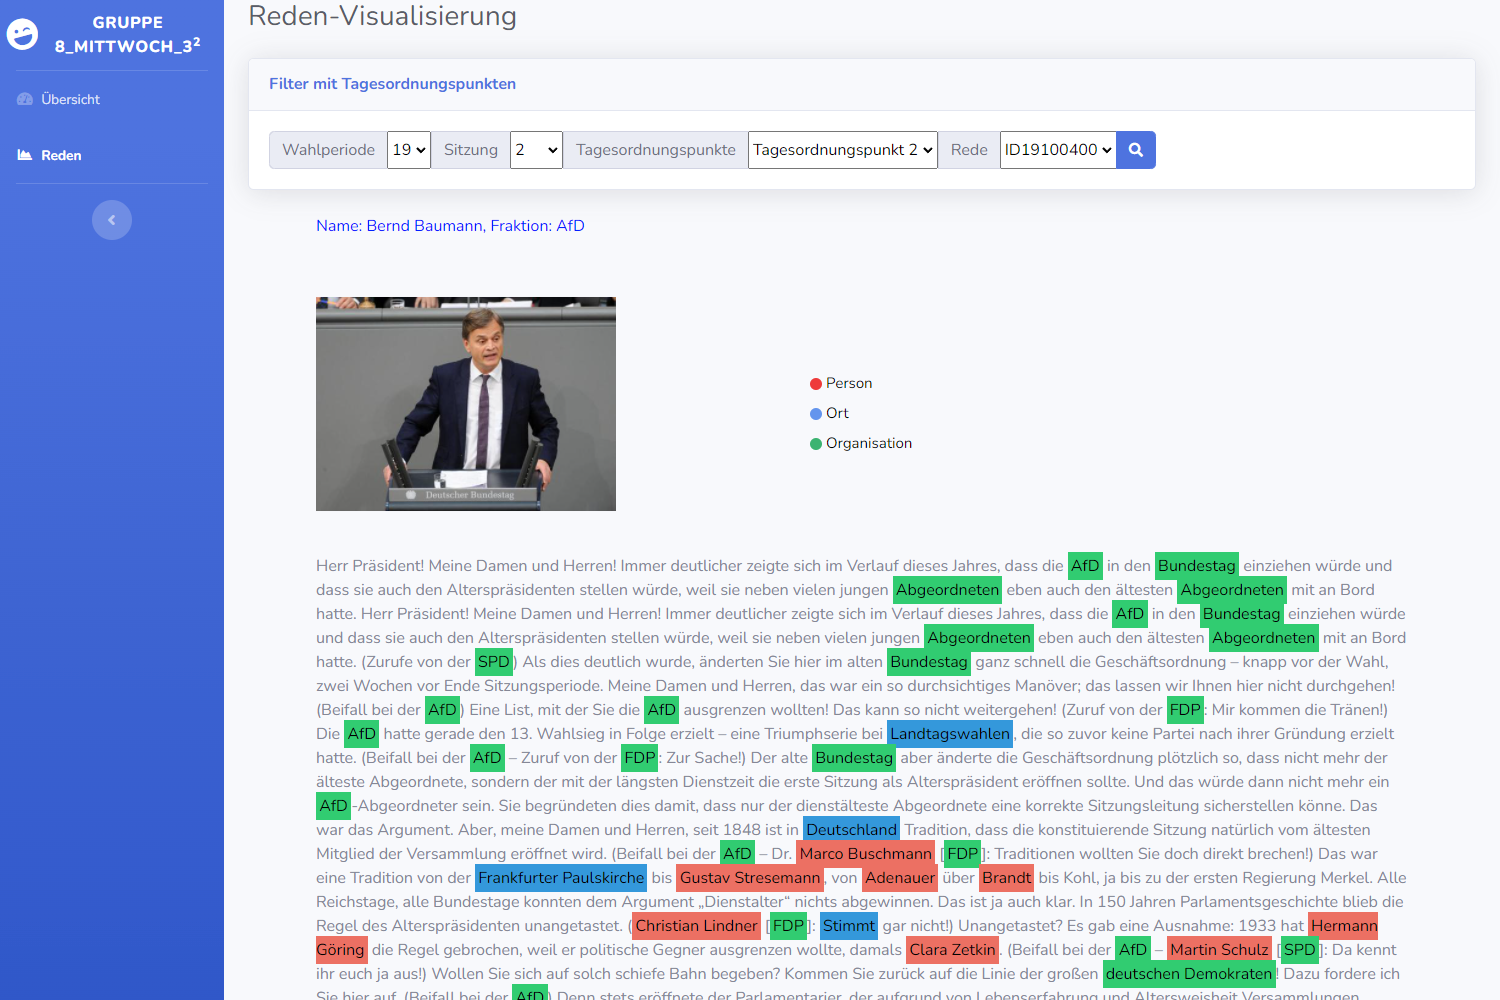 GRUPPE
8_MITTWOCH_3²
Übersicht
Reden
Reden-Visualisierung
Filter mit Tagesordnungspunkten
Wahlperiode 19 Sitzung 2 Tagesordnungspunkte Tagesordnungspunkt 2 Rede ID19100400
Name: Bernd Baumann, Fraktion: AfD
Deutscher Bundestag
Person
Ort
Organisation
Herr Präsident! Meine Damen und Herren! Immer deutlicher zeigte sich im Verlauf dieses Jahres, dass die AfD in den Bundestag einziehen würde und
dass sie auch den Alterspräsidenten stellen würde, weil sie neben vielen jungen Abgeordneten eben auch den ältesten Abgeordneten mit an Bord
hatte. Herr Präsident! Meine Damen und Herren! Immer deutlicher zeigte sich im Verlauf dieses Jahres, dass die AfD in den Bundestag einziehen würde
und dass sie auch den Alterspräsidenten stellen würde, weil sie neben vielen jungen Abgeordneten eben auch den ältesten Abgeordneten mit an Bord
hatte. (Zurufe von der SPD) Als dies deutlich wurde, änderten Sie hier im alten Bundestag ganz schnell die Geschäftsordnung – knapp vor der Wahl,
zwei Wochen vor Ende Sitzungsperiode. Meine Damen und Herren, das war ein so durchsichtiges Manöver; das lassen wir Ihnen hier nicht durchgehen!
(Beifall bei der AfD) Eine List, mit der Sie die AfD ausgrenzen wollten! Das kann so nicht weitergehen! (Zuruf von der FDP: Mir kommen die Tränen!)
Die AfD hatte gerade den 13. Wahlsieg in Folge erzielt – eine Triumphserie bei Landtagswahlen, die so zuvor keine Partei nach ihrer Gründung erzielt
hatte. (Beifall bei der AfD – Zuruf von der FDP: Zur Sache!) Der alte Bundestag aber änderte die Geschäftsordnung plötzlich so, dass nicht mehr der
älteste Abgeordnete, sondern der mit der längsten Dienstzeit die erste Sitzung als Alterspräsident eröffnen sollte. Und das würde dann nicht mehr ein
AfD-Abgeordneter sein. Sie begründeten dies damit, dass nur der dienstälteste Abgeordnete eine korrekte Sitzungsleitung sicherstellen könne. Das
war das Argument. Aber, meine Damen und Herren, seit 1848 ist in Deutschland Tradition, dass die konstituierende Sitzung natürlich vom ältesten
Mitglied der Versammlung eröffnet wird. (Beifall bei der AfD – Dr. Marco Buschmann [FDP]: Traditionen wollten Sie doch direkt brechen!) Das war
eine Tradition von der Frankfurter Paulskirche bis Gustav Stresemann, von Adenauer über Brandt bis Kohl, ja bis zu der ersten Regierung Merkel. Alle
Reichstage, alle Bundestage konnten dem Argument „Dienstalter“ nichts abgewinnen. Das ist ja auch klar. In 150 Jahren Parlamentsgeschichte blieb die
Regel des Alterspräsidenten unangetastet. (Christian Lindner [FDP]: Stimmt gar nicht!) Unangetastet? Es gab eine Ausnahme: 1933 hat Hermann
Göring die Regel gebrochen, weil er politische Gegner ausgrenzen wollte, damals Clara Zetkin. (Beifall bei der AfD – Martin Schulz [SPD]: Da kennt
ihr euch ja aus!) Wollen Sie sich auf solch schiefe Bahn begeben? Kommen Sie zurück auf die Linie der großen deutschen Demokraten! Dazu fordere ich
Sie hier auf. (Beifall bei der AfD) Denn stets eröffnete der Parlamentarier, der aufgrund von Lebenserfahrung und Altersweisheit Versammlungen